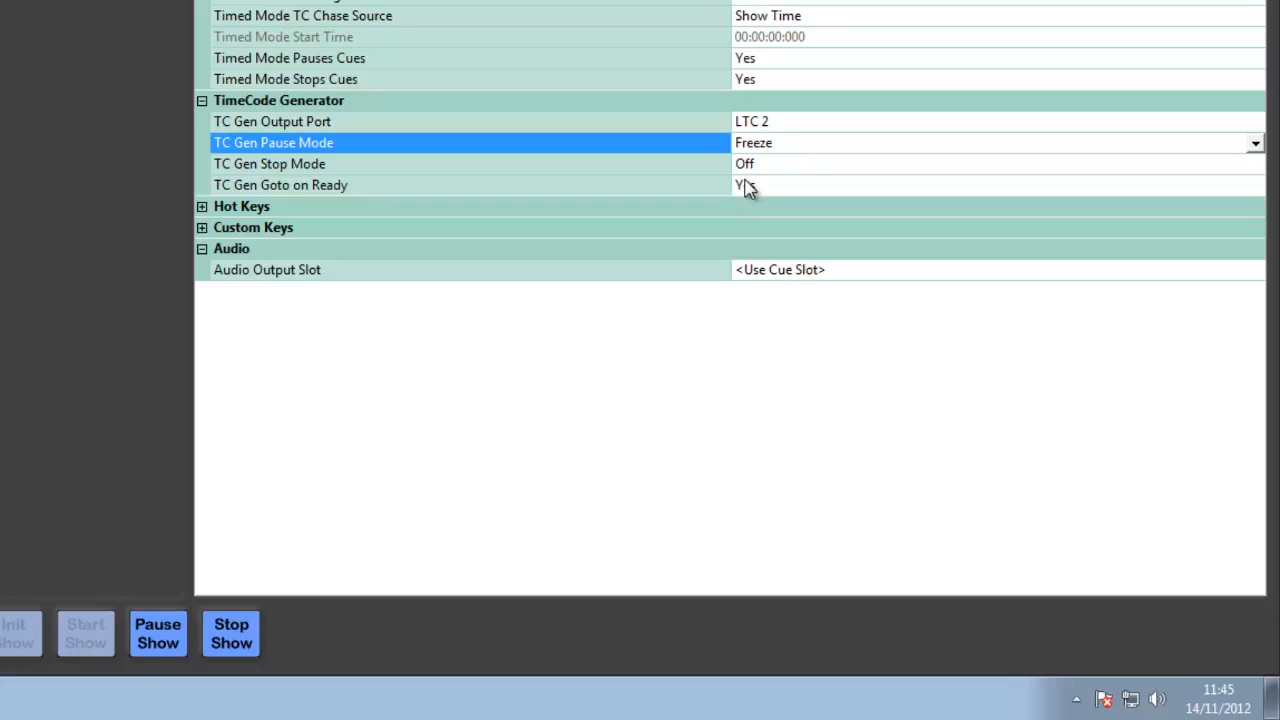 Timed Mode TC Chase Source Show Time
Timed Mode Start Time 00:00:00:000
Timed Mode Pauses Cues Yes
Timed Mode Stops Cues Yes
TimeCode Generator
TC Gen Output Port LTC 2
TC Gen Pause Mode Freeze
TC Gen Stop Mode Off
TC Gen Goto on Ready Yes
Hot Keys
Custom Keys
Audio
Audio Output Slot <Use Cue Slot>
Init Start Pause Stop
Show Show Show Show
11:45
14/11/2012